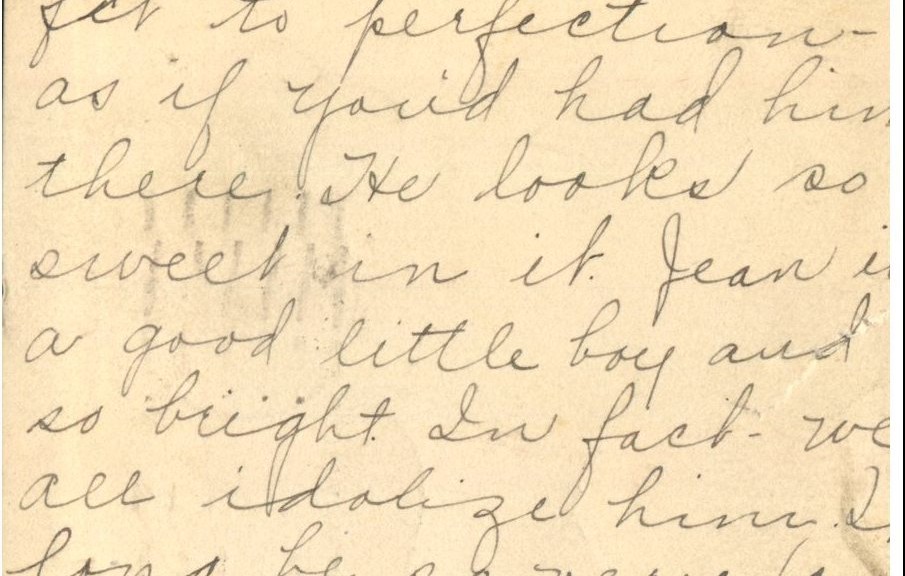 fit to perfection-
as if you'd had him
there. He looks so
sweet in it. Jean is
a good little boy and
so bright. In fact- we
all idolize him. I